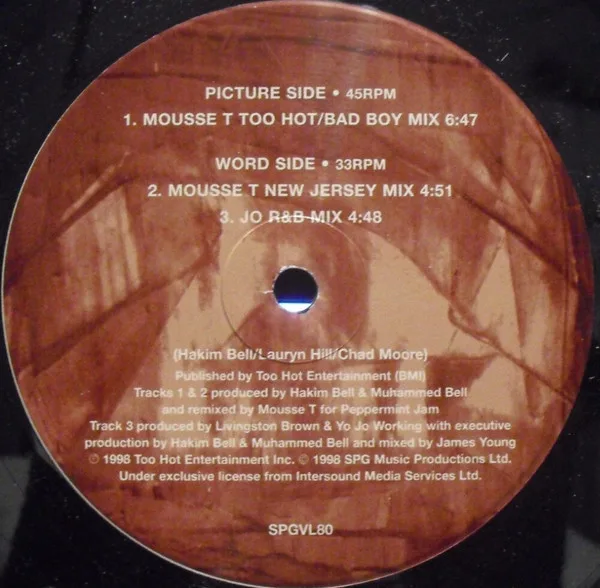 PICTURE SIDE • 45RPM
1. MOUSSE T TOO HOT/BAD BOY MIX 6:47
WORD SIDE • 33RPM
2. MOUSSE T NEW JERSEY MIX 4:51
3. JO R&B MIX 4:48
(Hakim Bell/Lauryn Hill/Chad Moore)
Published by Too Hot Entertainment (BMI)
Tracks 1 & 2 produced by Hakim Bell & Muhammed Bell
and remixed by Mousse T for Peppermint Jam
Track 3 produced by Livingston Brown & Yo Jo Working with executive
production by Hakim Bell & Muhammed Bell and mixed by James Young
℗ 1998 Too Hot Entertainment Inc. © 1998 SPG Music Productions Ltd.
Under exclusive license from Intersound Media Services Ltd.
SPGVL80